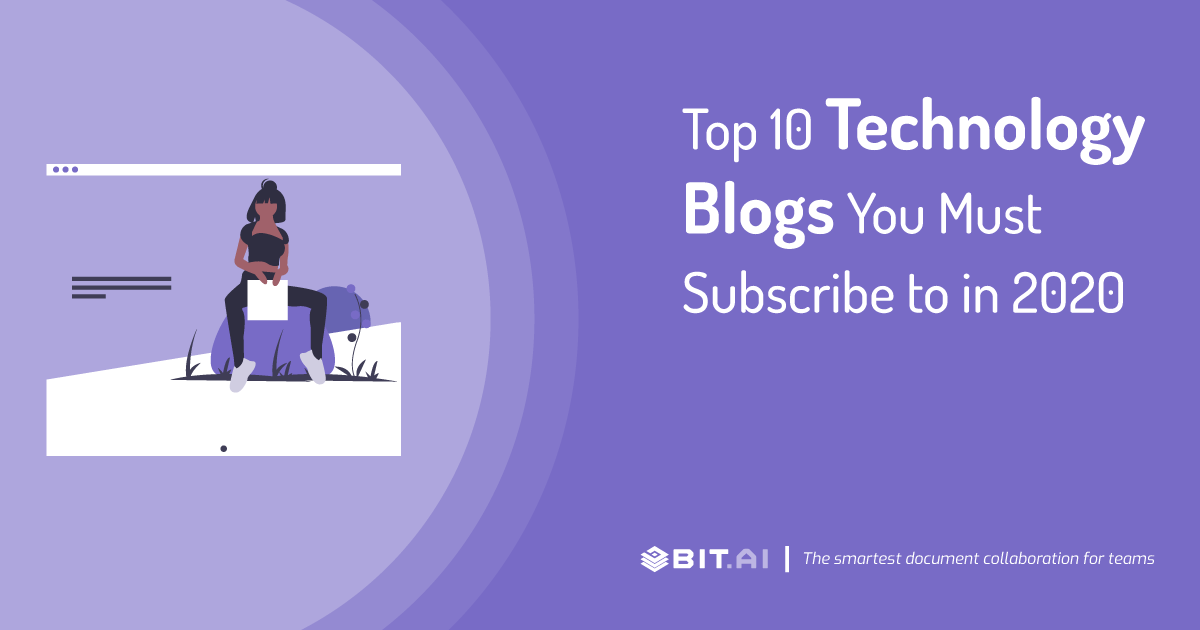 Top 10 Technology
Blogs You Must
Subscribe to in 2020
BIT.AI | The smartest document collaboration for teams